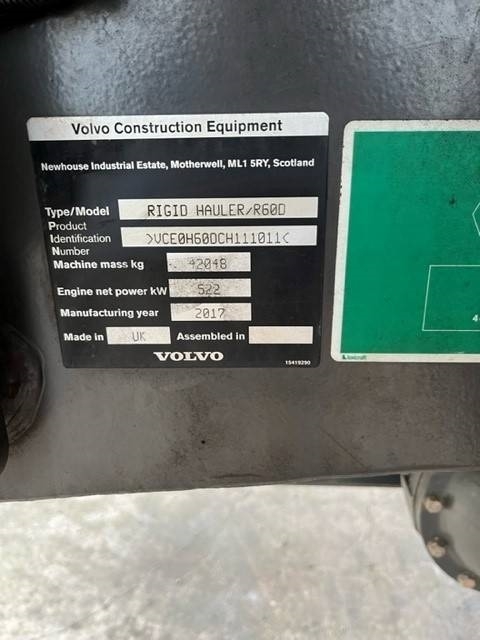 Volvo Construction Equipment
Newhouse Industrial Estate, Motherwell, ML1 5RY, Scotland
Type/Model RIGID HAULER/R60D
Product Identification Number >VCE0H60DCH111011<
Machine mass kg 42048
Engine net power kW 522
Manufacturing year 2017
Made in UK Assembled in
VOLVO
15419290
4